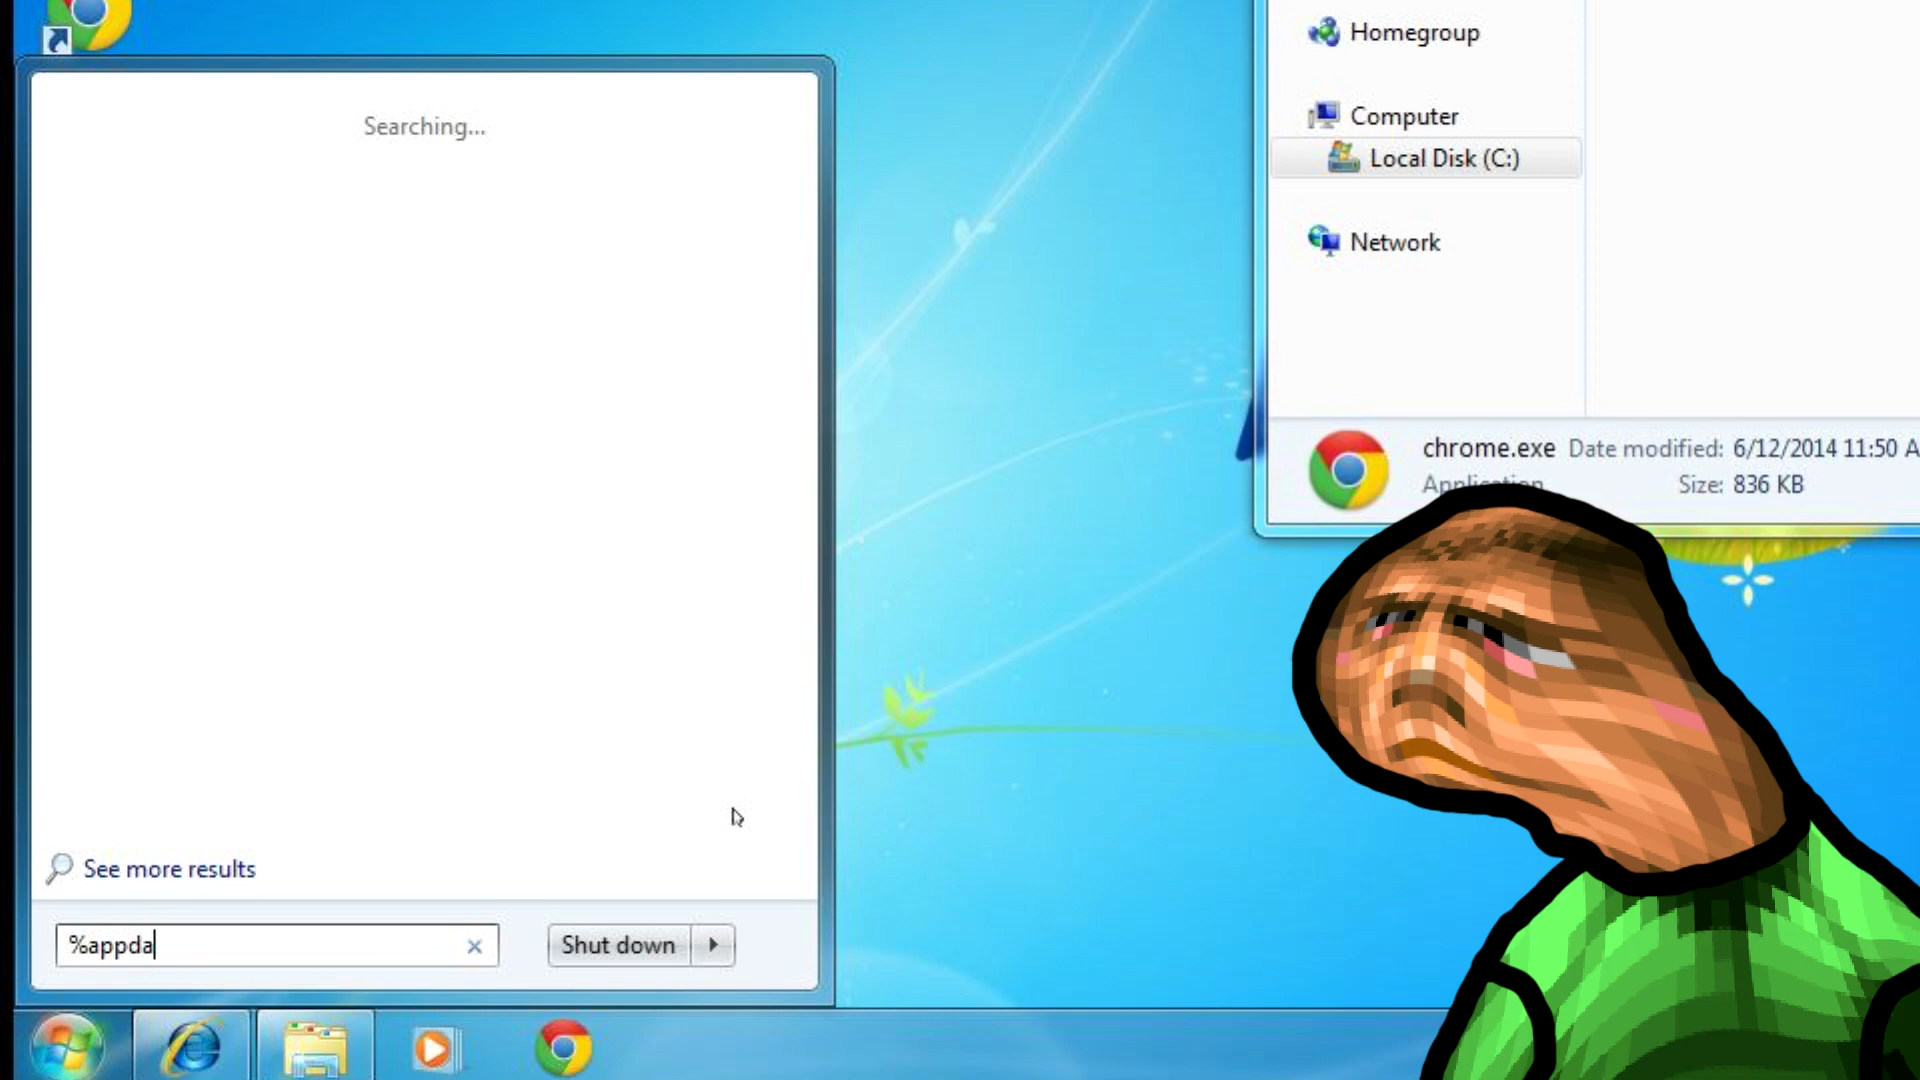 Searching...
See more results
%appda
Shut down
Homegroup
Computer
Local Disk (C:)
Network
chrome.exe Date modified: 6/12/2014 11:50 A
Application Size: 836 KB